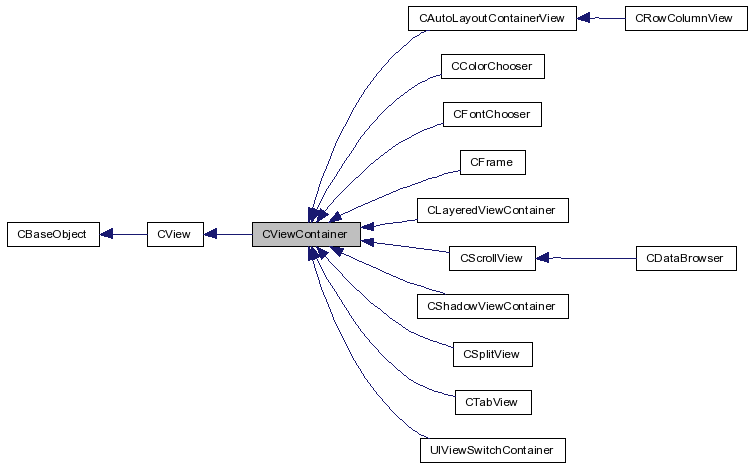 CAutoLayoutContainerView
CRowColumnView
CColorChooser
CFontChooser
CFrame
CLayeredViewContainer
CBaseObject
CView
CViewContainer
CScrollView
CDataBrowser
CShadowViewContainer
CSplitView
CTabView
UIViewSwitchContainer